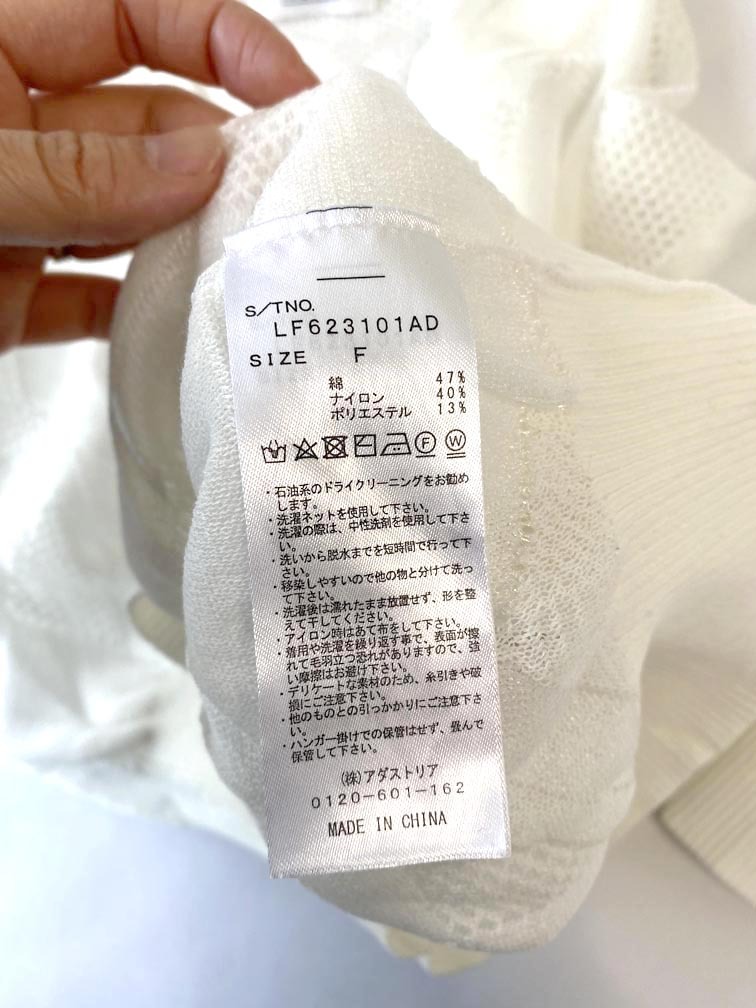 S/TNO.
LF623101AD
SIZE F
綿 47%
ナイロン 40%
ポリエステル 13%
F W
・石油系のドライクリーニングをお勧め
します。
・洗濯ネットを使用して下さい。
・洗濯の際は、中性洗剤を使用して下さ
い。
・洗いから脱水までを短時間で行って下
さい。
・移染しやすいので他の物と分けて洗っ
て下さい。
・洗濯後は濡れたまま放置せず、形を整
えて干してください。
・アイロン時はあて布をして下さい。
・着用や洗濯を繰り返す事で、表面が擦
れて毛羽立つ恐れがありますので、強
い摩擦はお避け下さい。
・デリケートな素材のため、糸引きや破
損にご注意下さい。
・他のものとの引っかかりにご注意下さ
い。
・ハンガー掛けでの保管はせず、畳んで
保管して下さい。
(株)アダストリア
0120-601-162
MADE IN CHINA